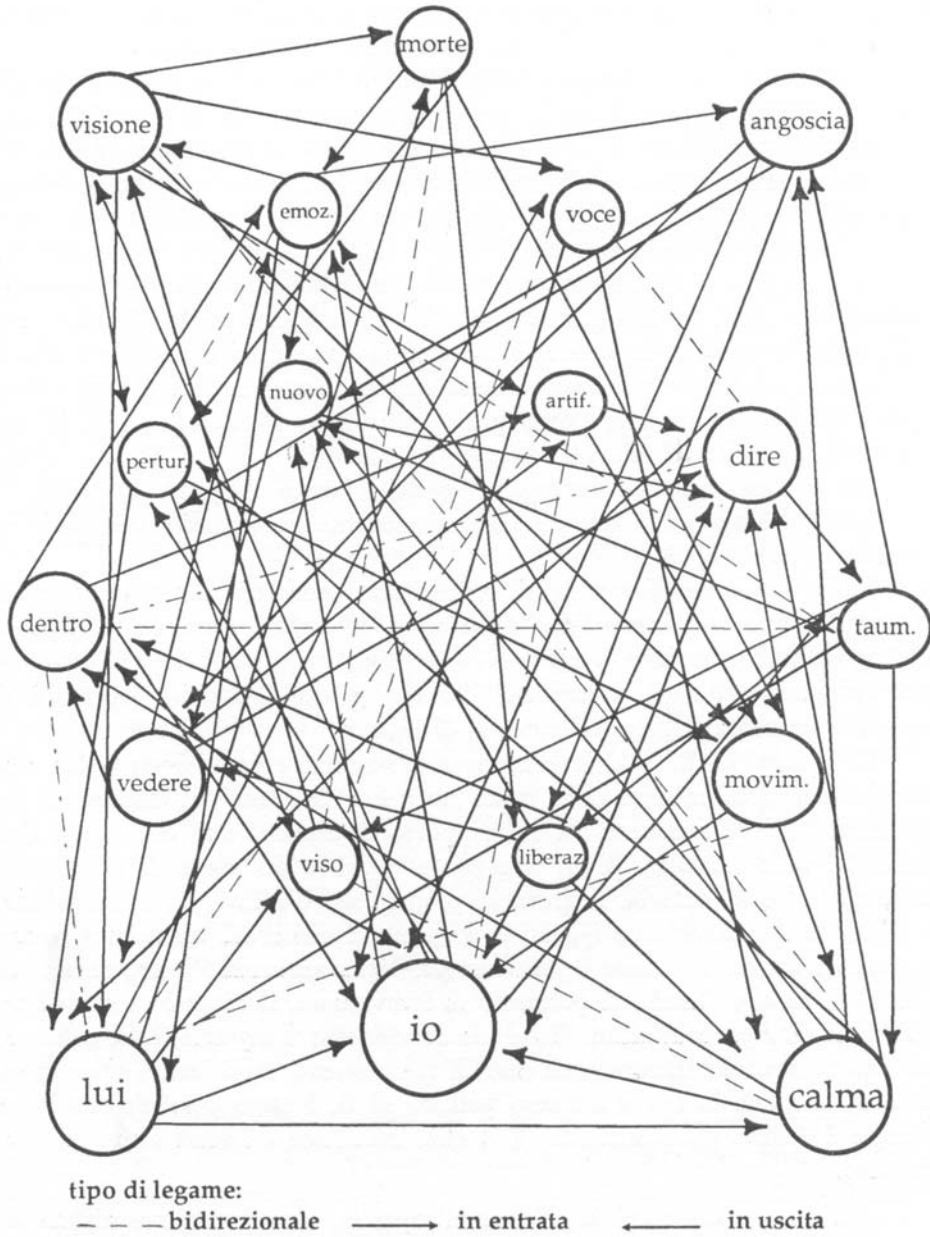 morte
visione
angoscia
emoz.
voce
nuovo
artif.
pertur.
dire
dentro
taum.
vedere
movim.
viso
liberaz
io
lui
calma
tipo di legame:
bidirezionale
in entrata
in uscita